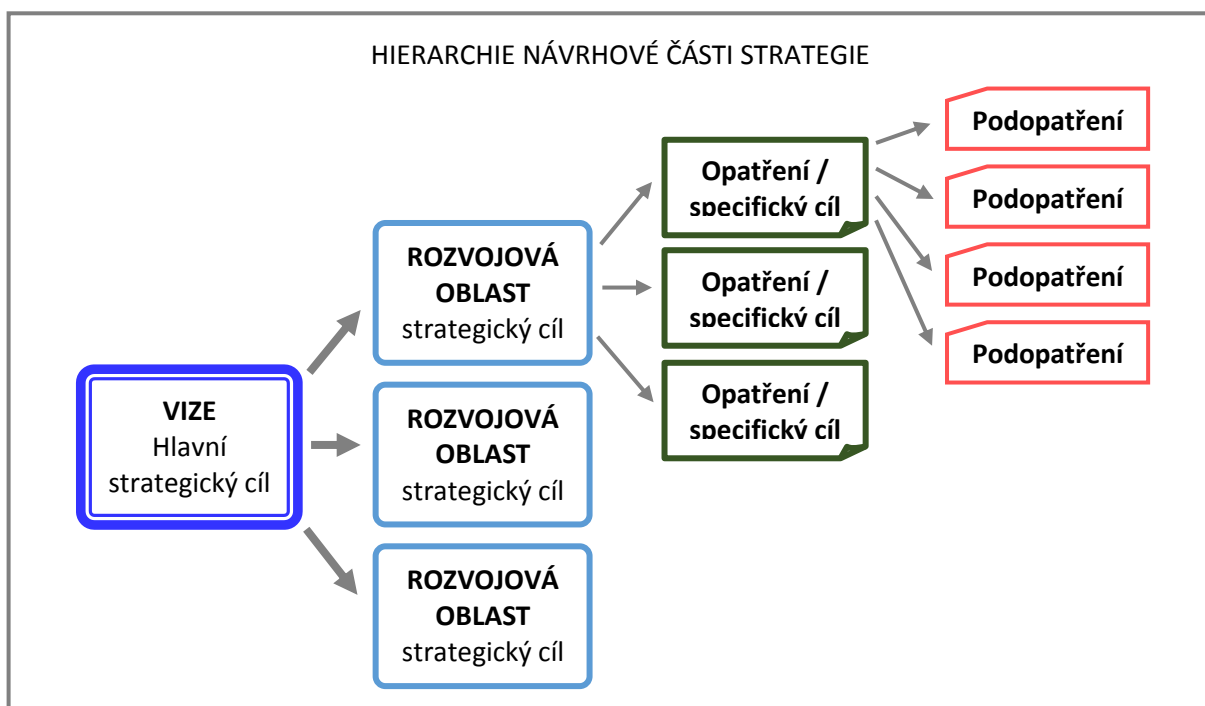 HIERARCHIE NÁVRHOVÉ ČÁSTI STRATEGIE
VIZE
Hlavní
strategický cíl
ROZVOJOVÁ
OBLAST
strategický cíl
ROZVOJOVÁ
OBLAST
strategický cíl
ROZVOJOVÁ
OBLAST
strategický cíl
Opatření /
specifický cíl
Opatření /
specifický cíl
Opatření /
specifický cíl
Podopatření
Podopatření
Podopatření
Podopatření